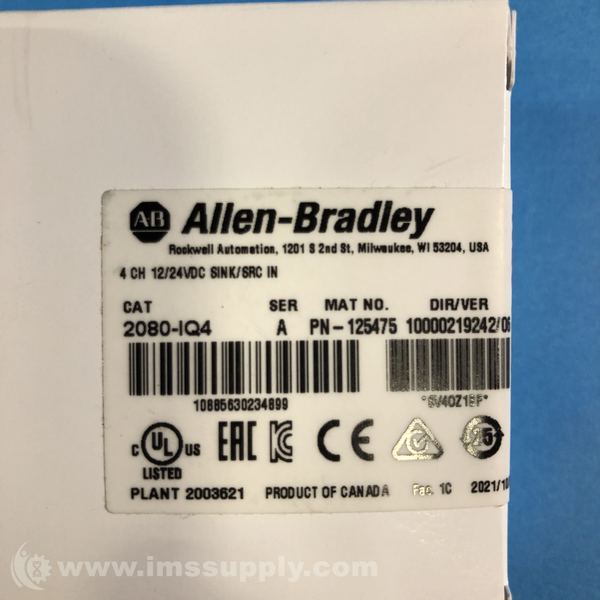 AB Allen-Bradley
Rockwell Automation, 1201 S 2nd St, Milwaukee, WI 53204, USA
4 CH 12/24VDC SINK/SRC IN
CAT SER MAT NO. DIR/VER
2080-IQ4 A PN-125475 10000219242/
10885630234899
C UL US EAC KC CE 25
LISTED
PLANT 2003621 PRODUCT OF CANADA Fac. 1C 2021/
www.imssupply.com